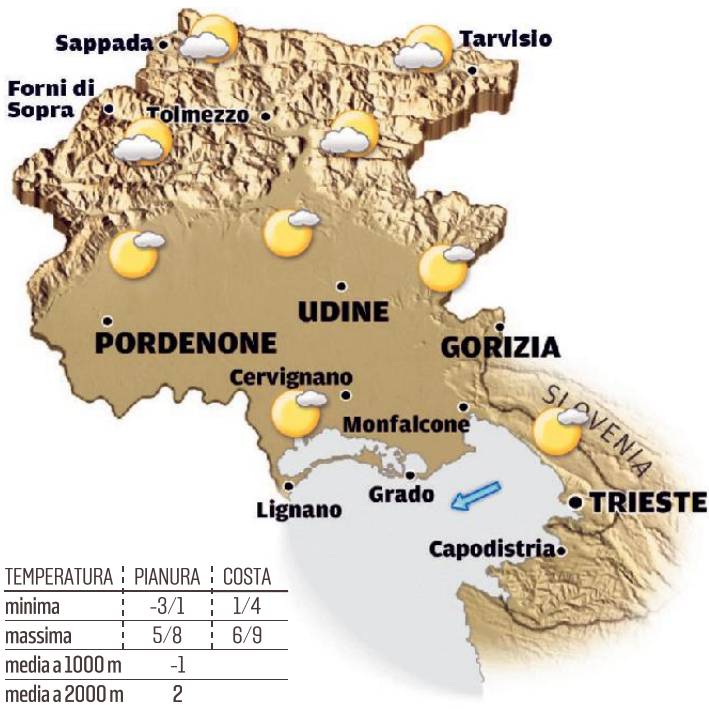 Sappada
Tarvisio
Forni di
Sopra
Tolmezzo
UDINE
PORDENONE
GORIZIA
Cervignano
SLOVENIA
Monfalcone
Grado
Lignano
TRIESTE
Capodistria
TEMPERATURA PIANURA COSTA
minima -3/1 1/4
massima 5/8 6/9
media a 1000 m -1
media a 2000 m 2